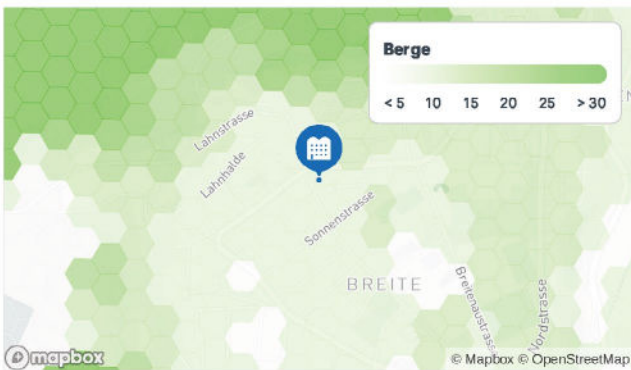 Berge
< 5 10 15 20 25 > 30
Lahnstrasse
Lahnhalde
Sonnenstrasse
BREITE
Breitenaustrasse
Nordstrasse
mapbox
© Mapbox © OpenStreetMap